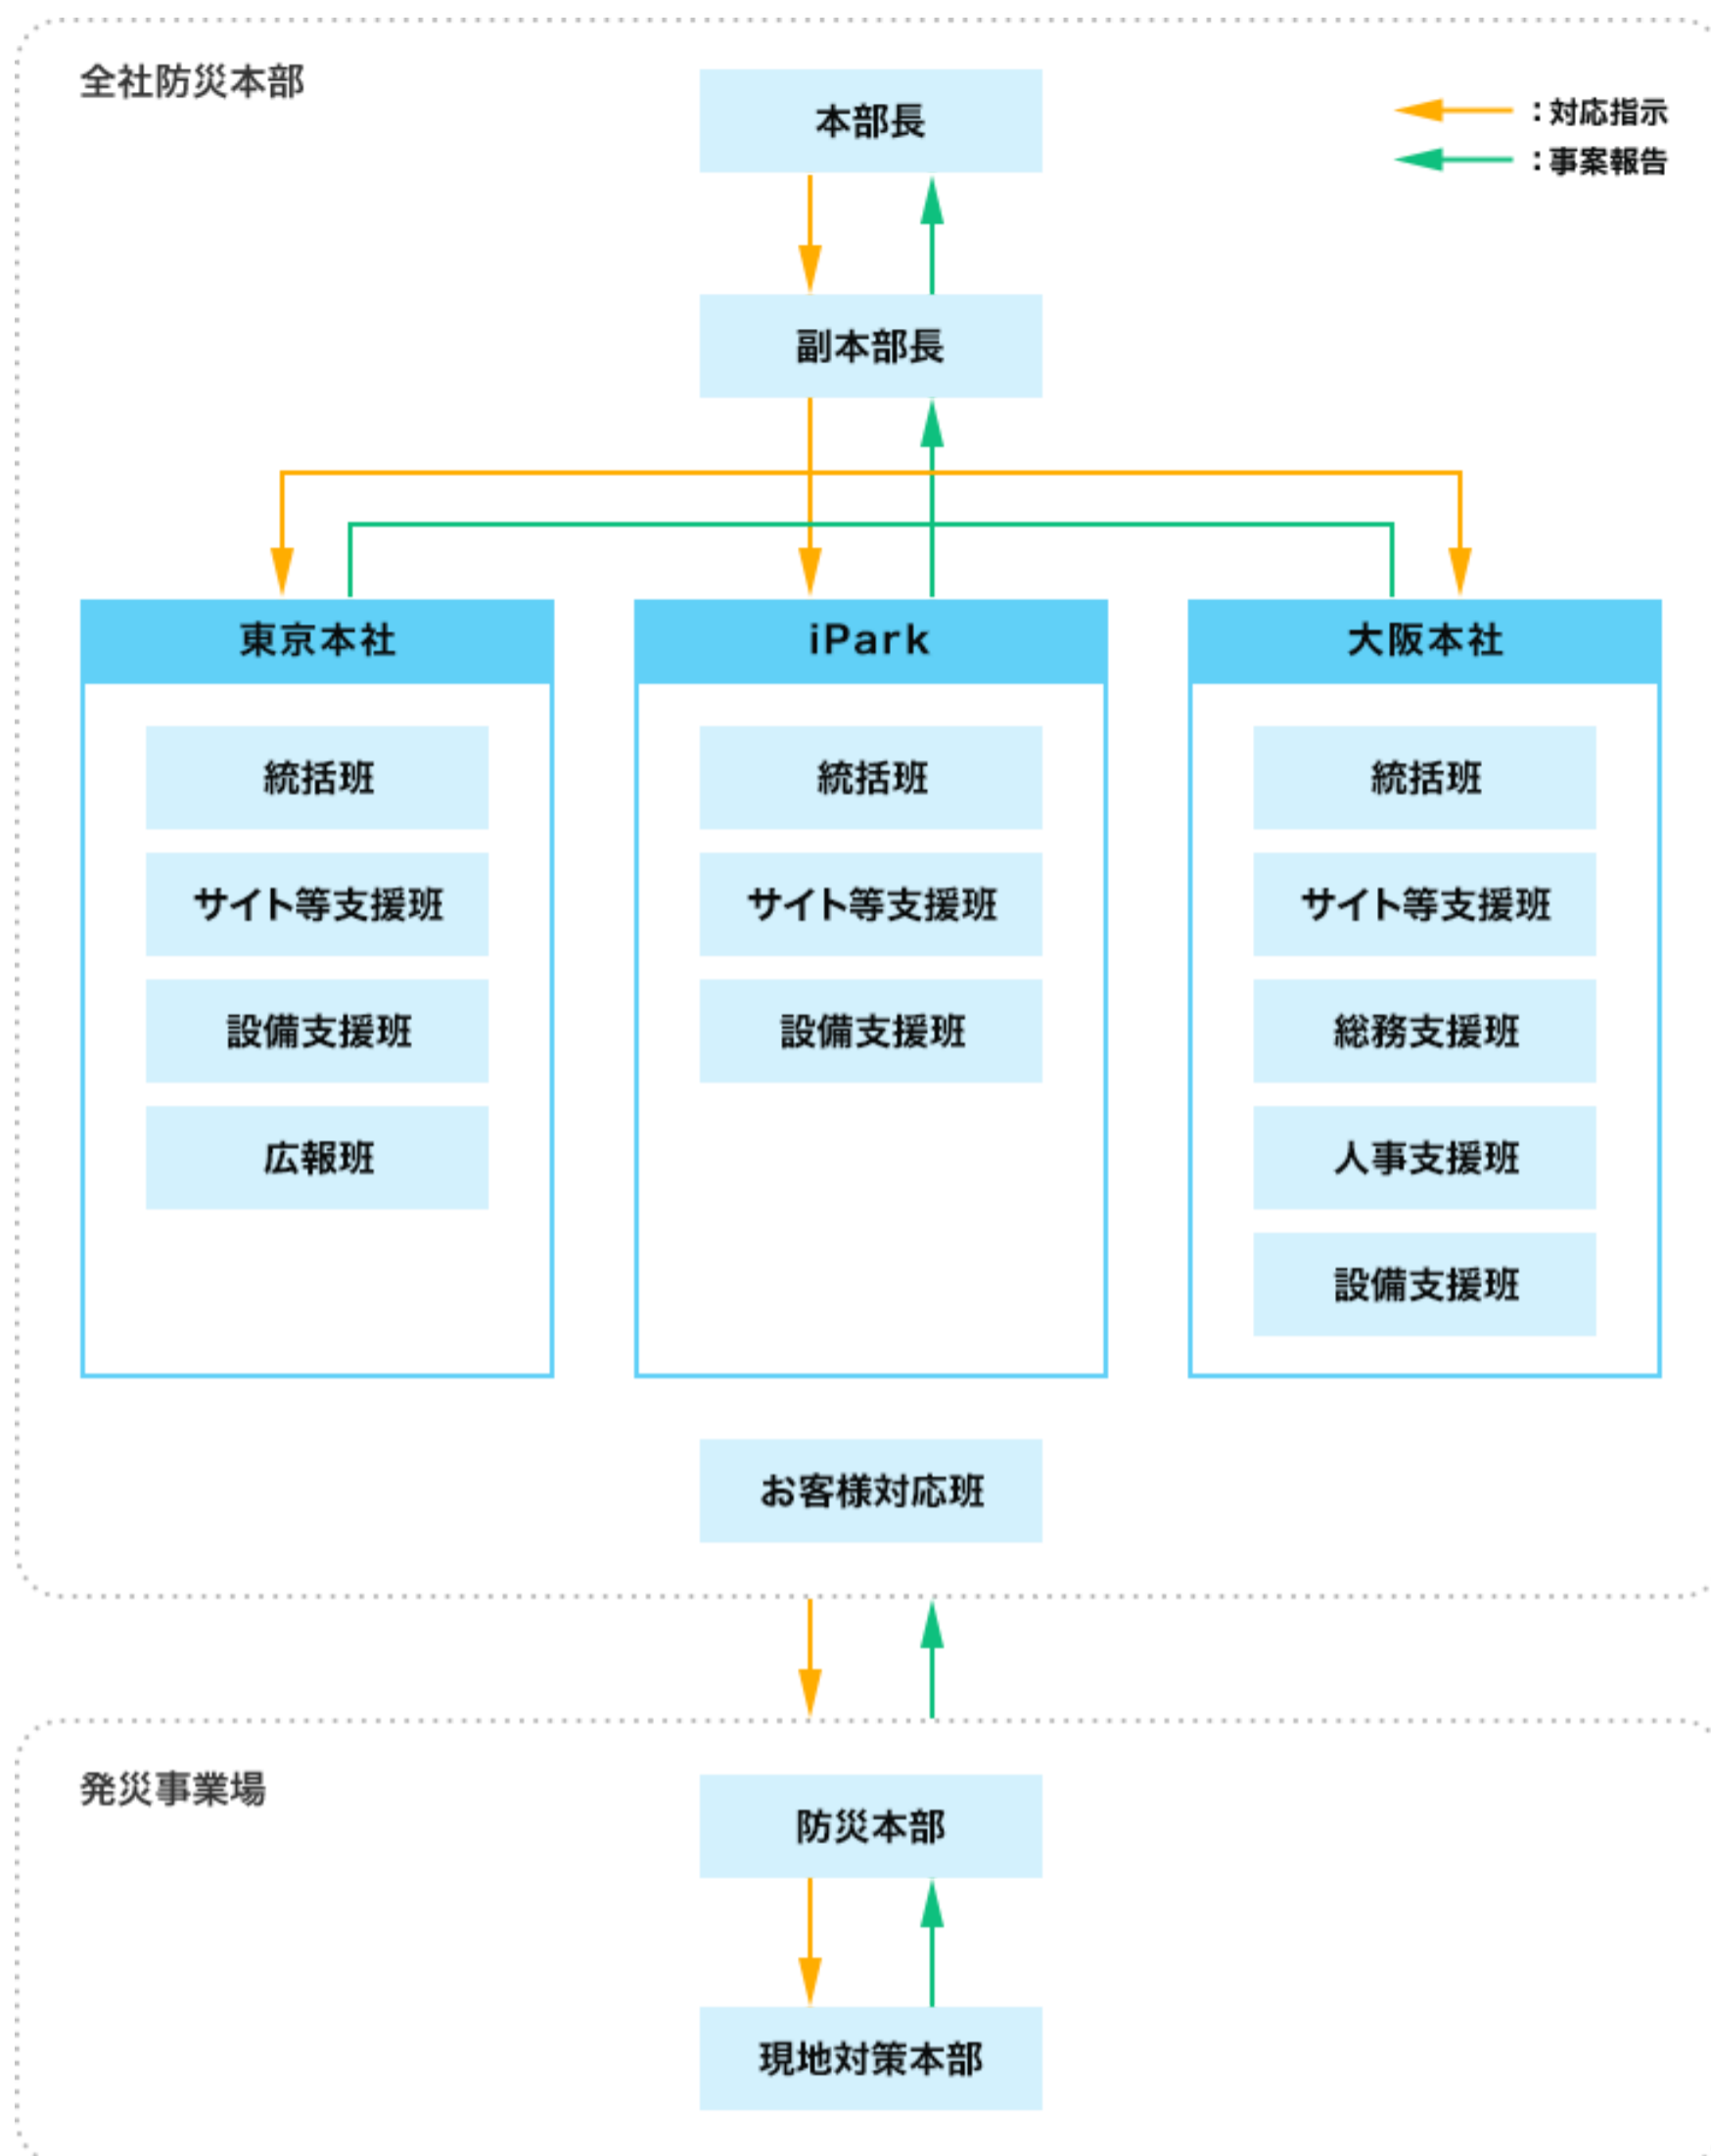 全社防災本部
本部長
：対応指示
：事案報告
副本部長
東京本社
統括班
サイト等支援班
設備支援班
広報班
iPark
統括班
サイト等支援班
設備支援班
大阪本社
統括班
サイト等支援班
総務支援班
人事支援班
設備支援班
お客様対応班
発災事業場
防災本部
現地対策本部